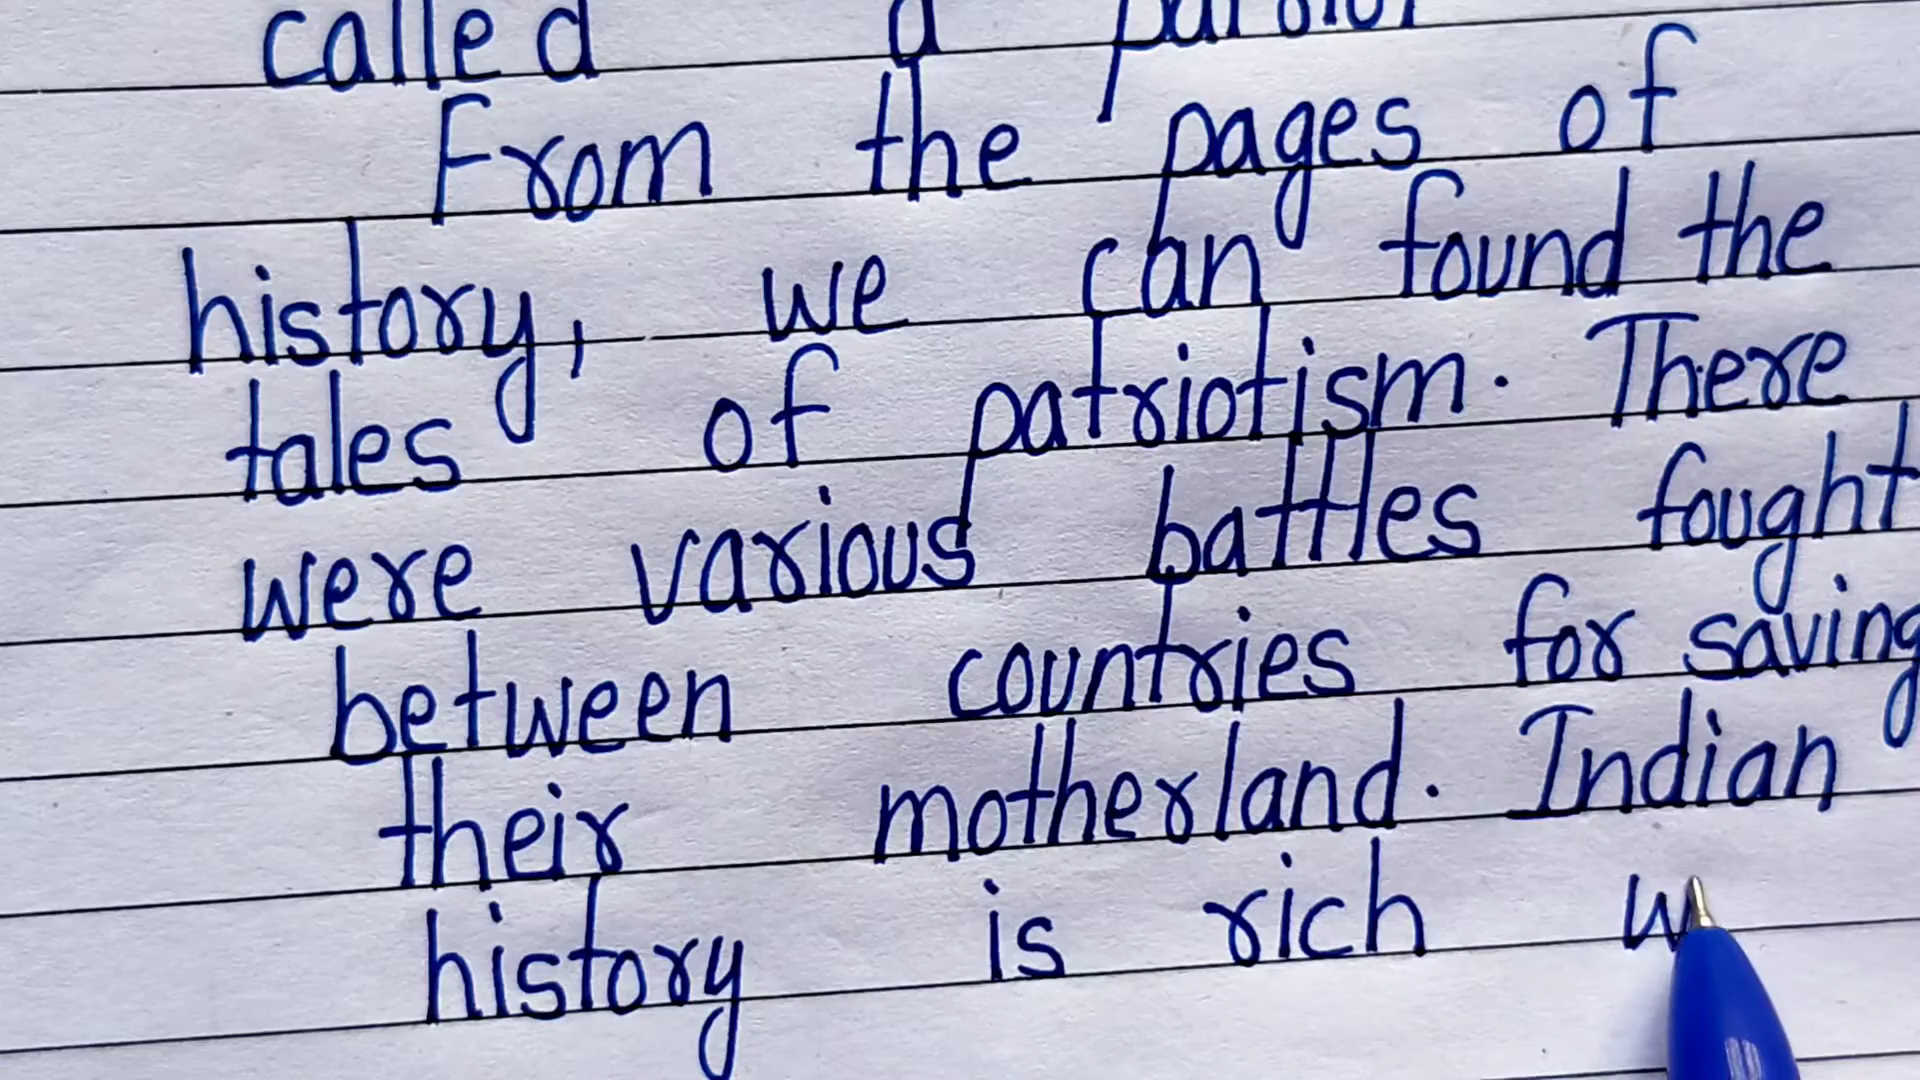 called a
From the pages of
history, we can found the
tales of patriotism. There
were various battles fought
between countries for saving
their motherland. Indian
history is rich w